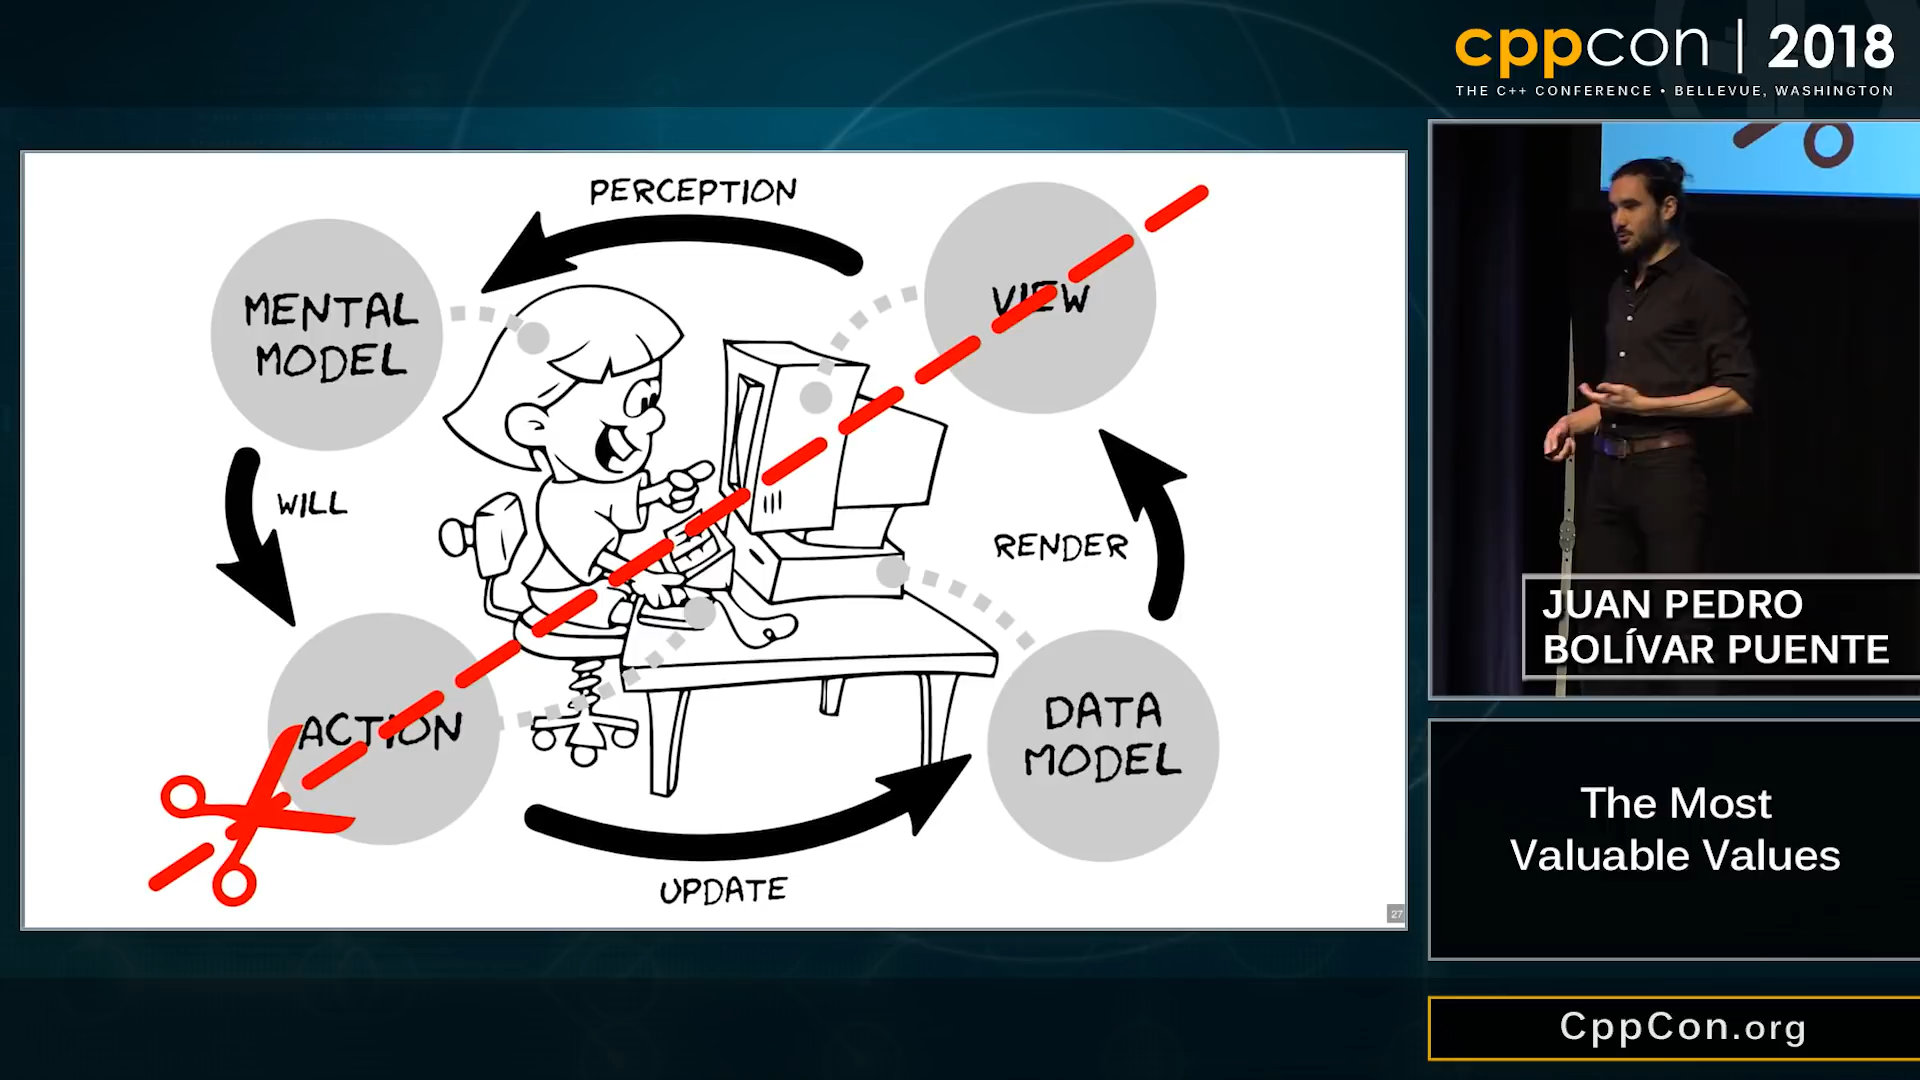 cppcon | 2018
THE C++ CONFERENCE • BELLEVUE, WASHINGTON
PERCEPTION
MENTAL
MODEL
VIEW
WILL
RENDER
ACTION
DATA
MODEL
UPDATE
27
JUAN PEDRO
BOLÍVAR PUENTE
The Most
Valuable Values
CppCon.org